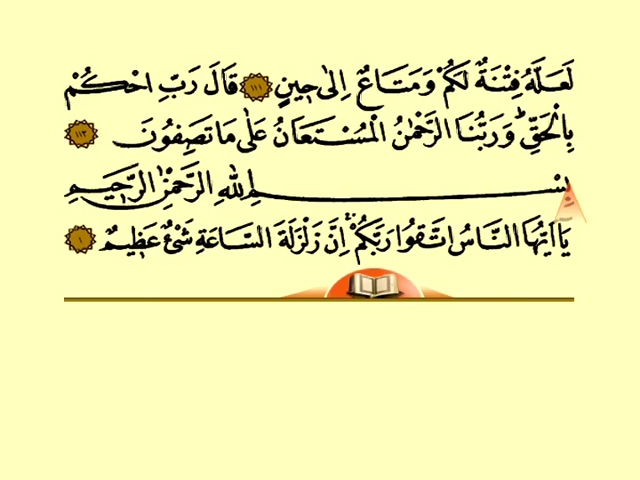 لَعَلَّهُ فِتْنَةٌ لَكُمْ وَمَتَاعٌ اِلٰى ح۪ينٍ ﴿١١١﴾ قَالَ رَبِّ احْكُمْ
بِالْحَقِّۜ وَرَبُّنَا الرَّحْمٰنُ الْمُسْتَعَانُ عَلٰى مَا تَصِفُونَ ﴿١١٢﴾
بِسْمِ اللّٰهِ الرَّحْمٰنِ الرَّح۪يمِ
يَٓا اَيُّهَا النَّاسُ اتَّقُوا رَبَّكُمْۚ اِنَّ زَلْزَلَةَ السَّاعَةِ شَيْءٌ عَظ۪يمٌ ﴿١﴾